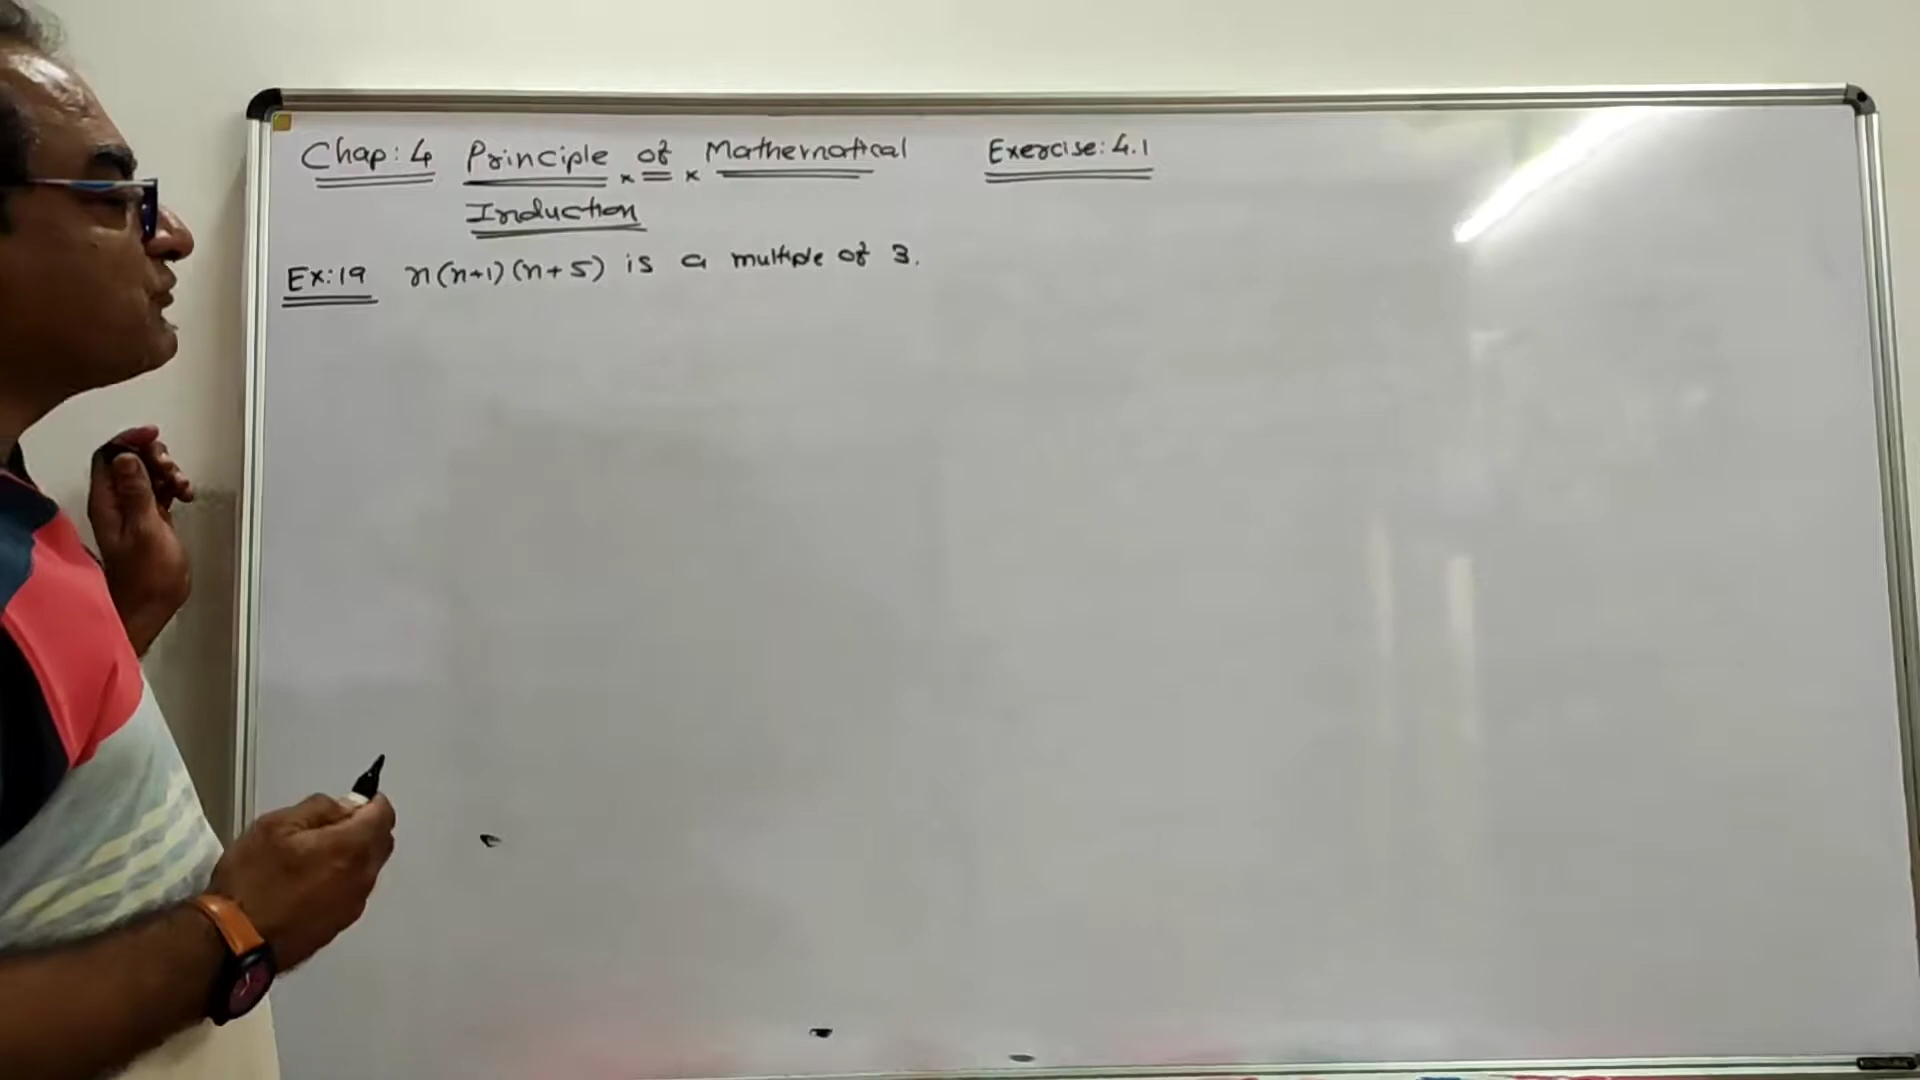 Chap: 4 Principle of Mathematical Exercise: 4.1
Induction
Ex: 19 n(n+1)(n+5) is a multiple of 3.